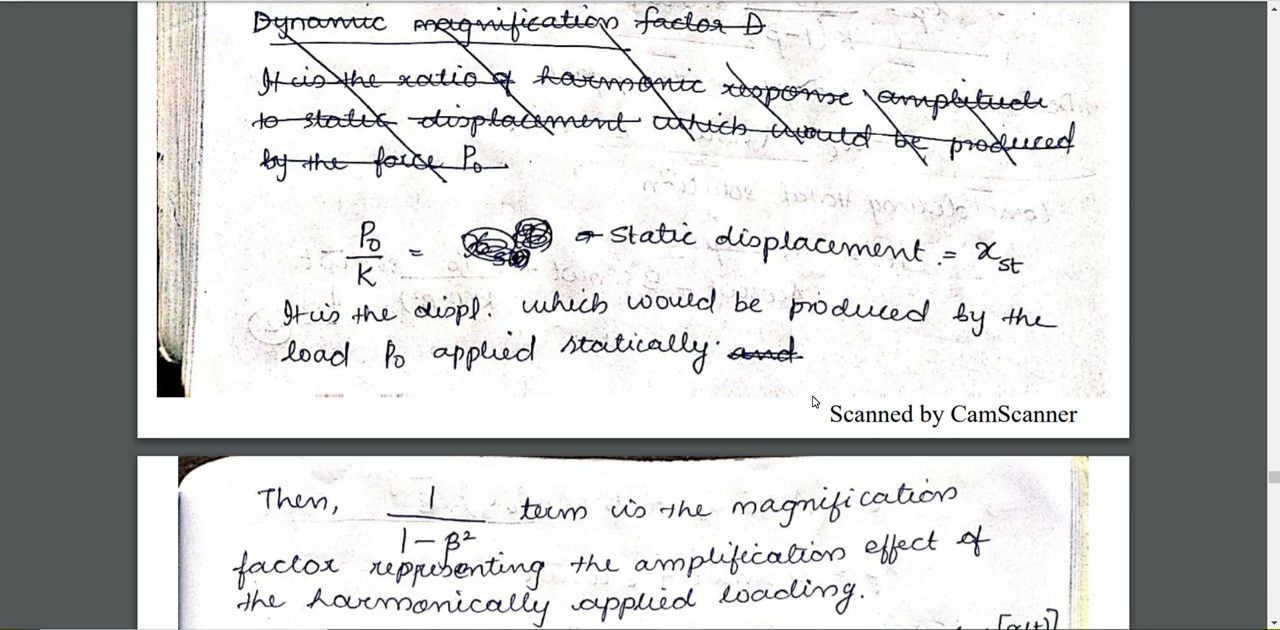 Dynamic magnification factor D
It is the ratio of harmonic response amplitude
to static displacement which would be produced
by the force P₀
P₀/K = static displacement = x_st
It is the displ. which would be produced by the
load P₀ applied statically. and
Scanned by CamScanner
Then, 1/(1-β²) term is the magnification
factor repsenting the amplification effect of
the harmonically applied loading.